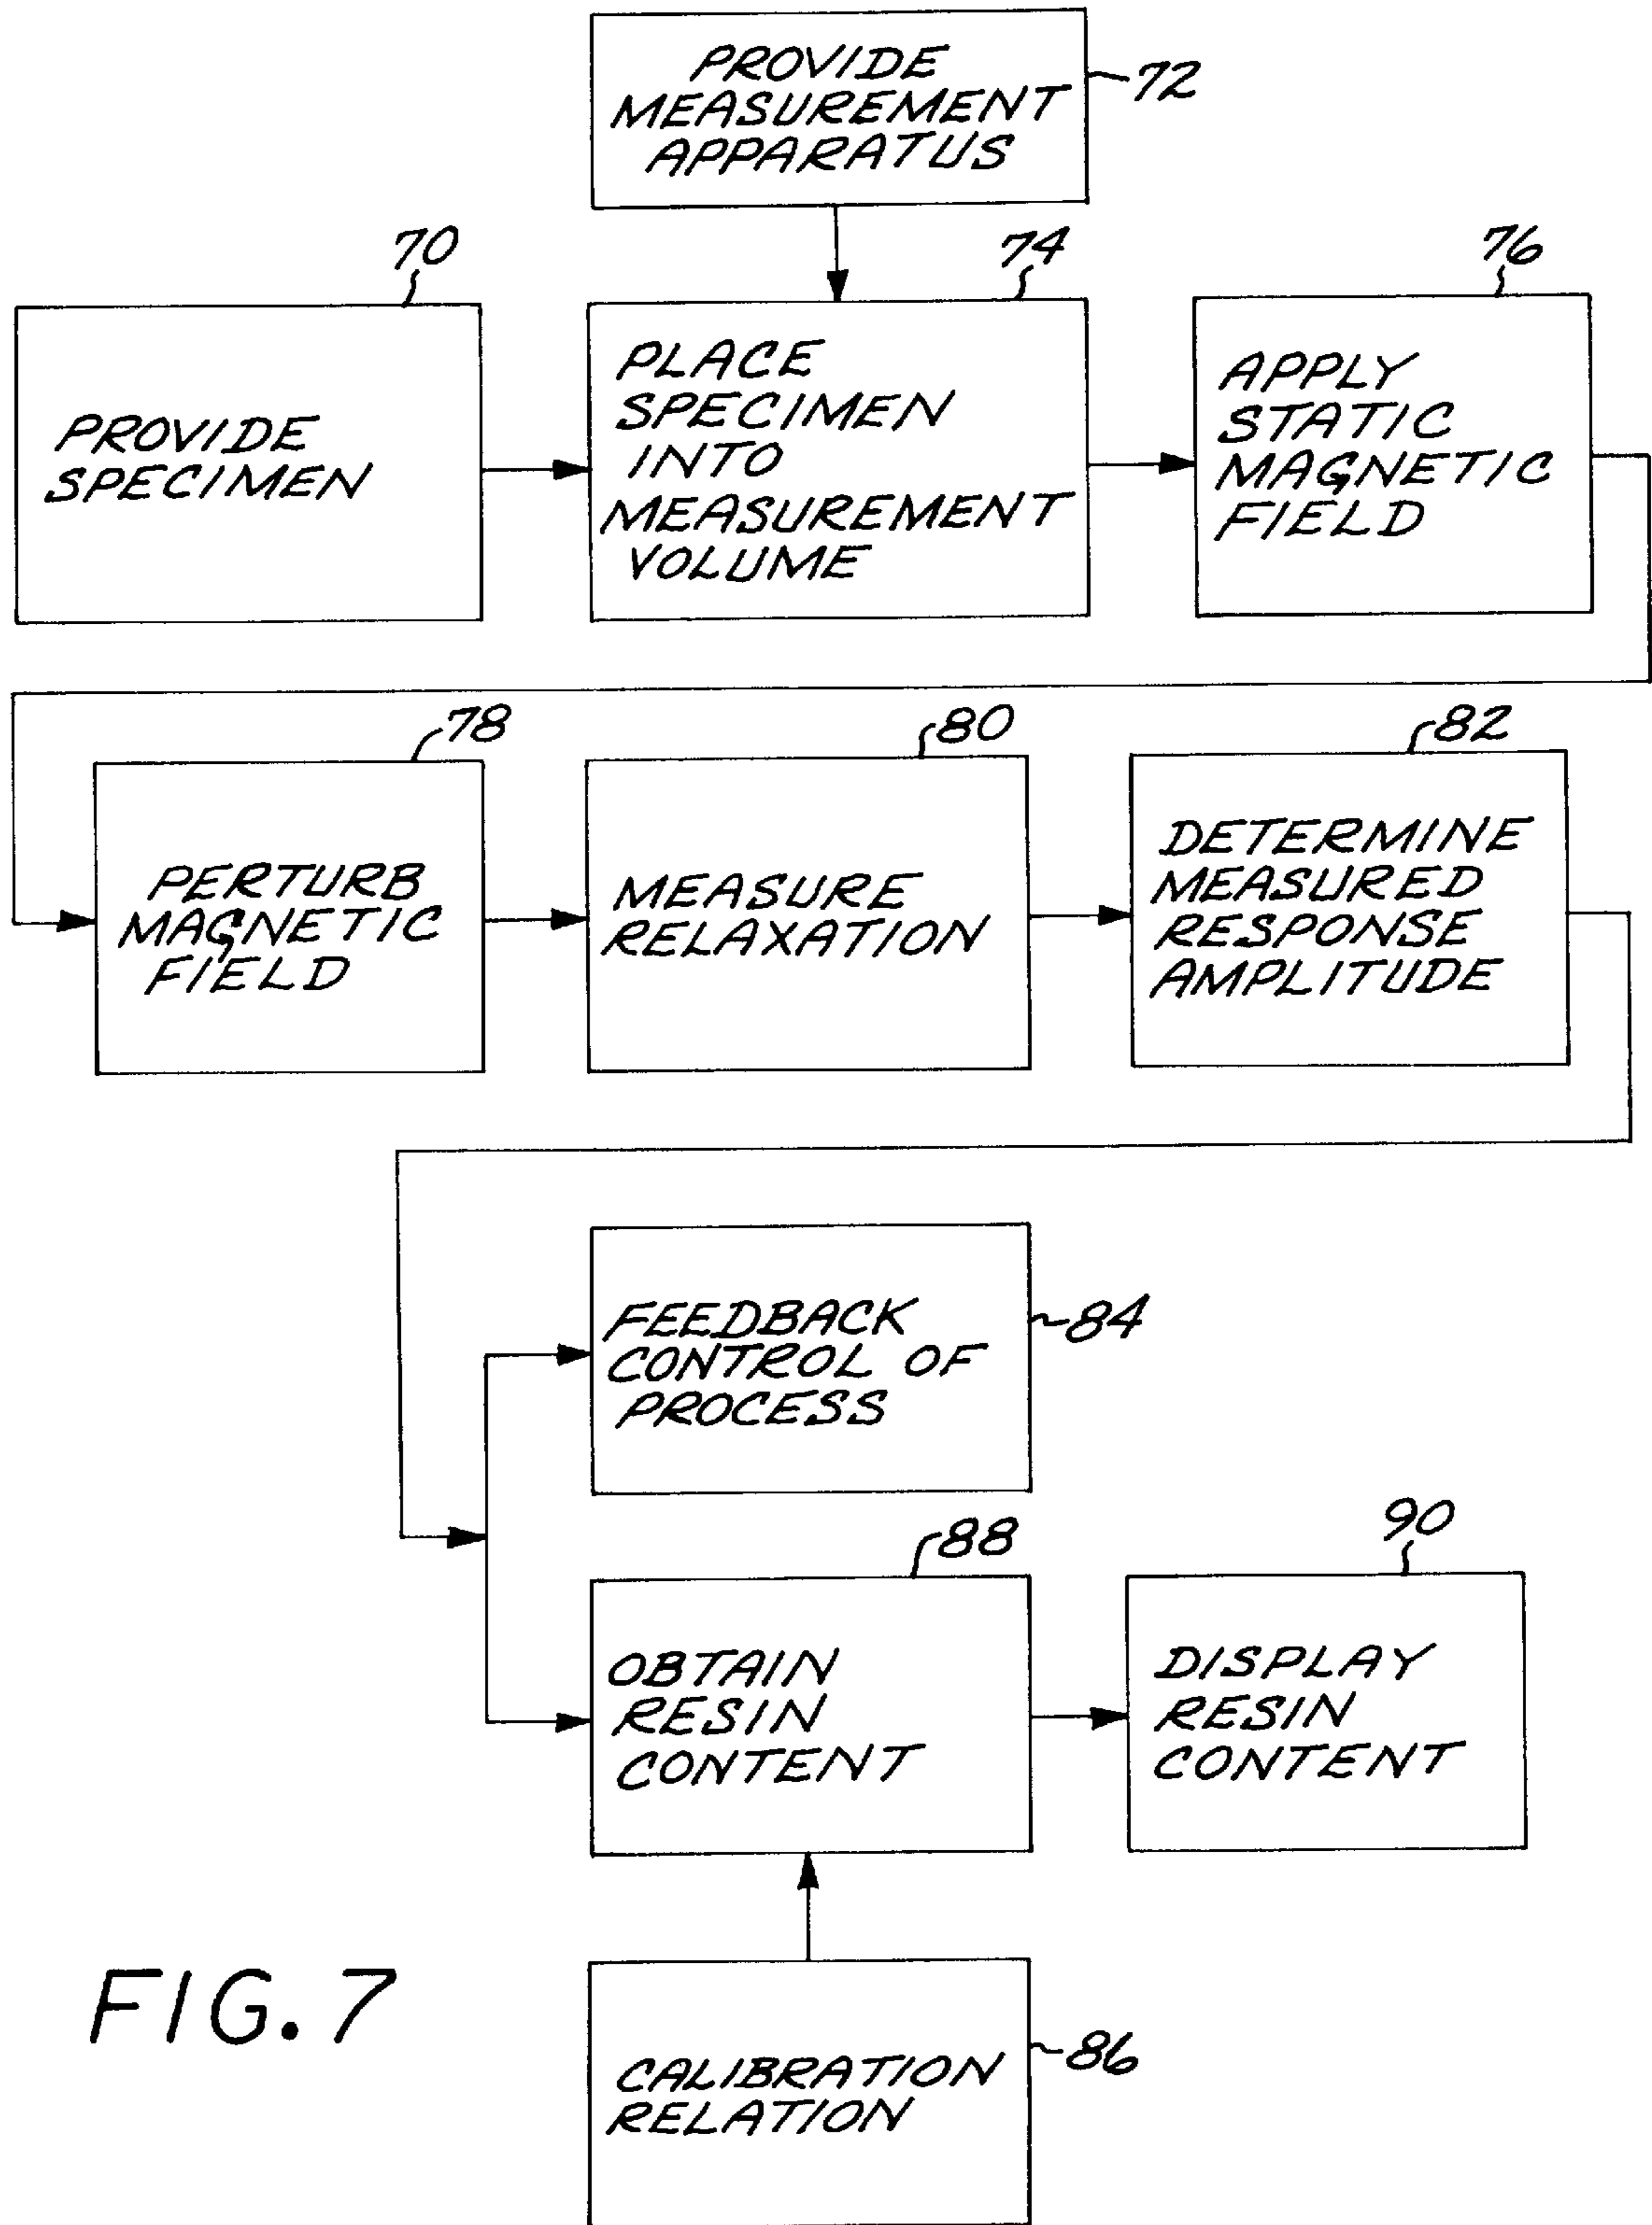 PROVIDE
MEASUREMENT
APPARATUS
72
70
PROVIDE
SPECIMEN
74
PLACE
SPECIMEN
INTO
MEASUREMENT
VOLUME
76
APPLY
STATIC
MAGNETIC
FIELD
78
PERTURB
MAGNETIC
FIELD
80
MEASURE
RELAXATION
82
DETERMINE
MEASURED
RESPONSE
AMPLITUDE
FEEDBACK
CONTROL OF
PROCESS
84
88
OBTAIN
RESIN
CONTENT
90
DISPLAY
RESIN
CONTENT
CALIBRATION
RELATION
86
FIG. 7